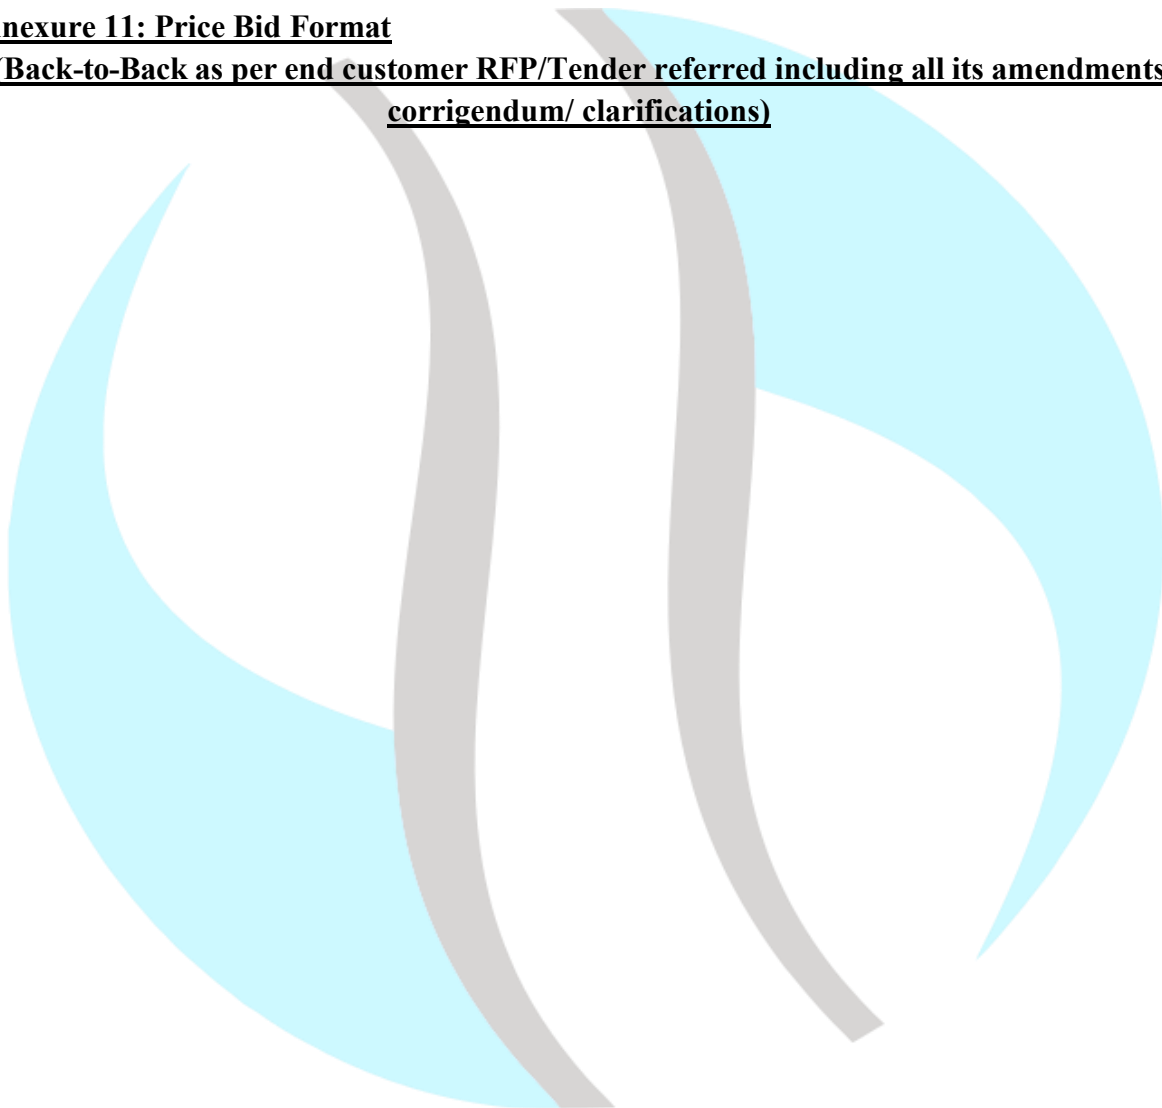 nexure 11: Price Bid Format
(Back-to-Back as per end customer RFP/Tender referred including all its amendments
corrigendum/ clarifications)